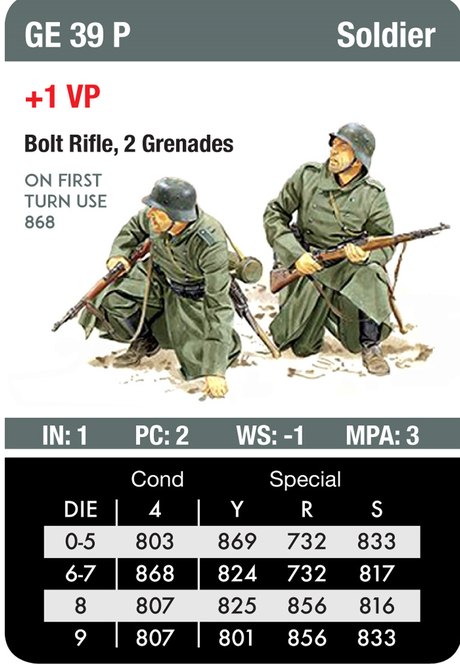 GE 39 P Soldier
+1 VP
Bolt Rifle, 2 Grenades
ON FIRST
TURN USE
868
IN: 1 PC: 2 WS: -1 MPA: 3
Cond Special
DIE 4 Y R S
0-5 803 869 732 833
6-7 868 824 732 817
8 807 825 856 816
9 807 801 856 833